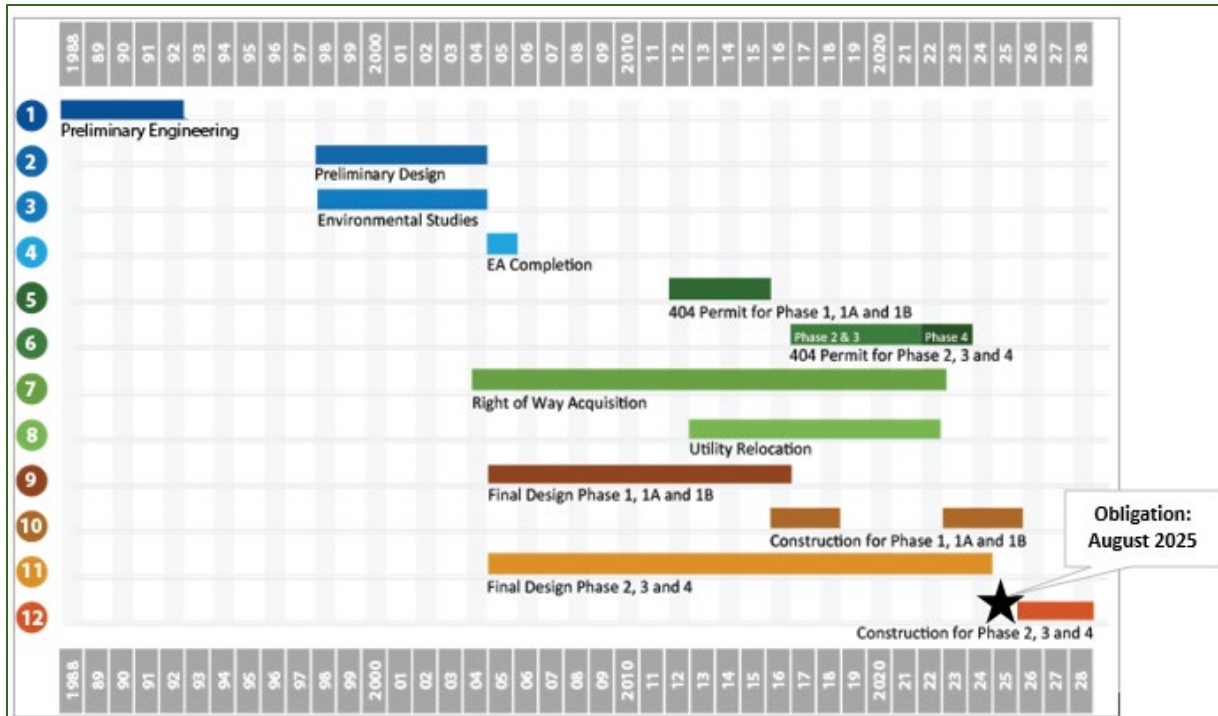 1988 89 90 91 92 93 94 95 96 97 98 99 2000 01 02 03 04 05 06 07 08 09 2010 11 12 13 14 15 16 17 18 19 2020 21 22 23 24 25 26 27 28
1
Preliminary Engineering
2
Preliminary Design
3
Environmental Studies
4
EA Completion
5
404 Permit for Phase 1, 1A and 1B
6
Phase 2 & 3 Phase 4
404 Permit for Phase 2, 3 and 4
7
Right of Way Acquisition
8
Utility Relocation
9
Final Design Phase 1, 1A and 1B
10
Construction for Phase 1, 1A and 1B
Obligation:
August 2025
11
Final Design Phase 2, 3 and 4
12
Construction for Phase 2, 3 and 4
1988 89 90 91 92 93 94 95 96 97 98 99 2000 01 02 03 04 05 06 07 08 09 2010 11 12 13 14 15 16 17 18 19 2020 21 22 23 24 25 26 27 28